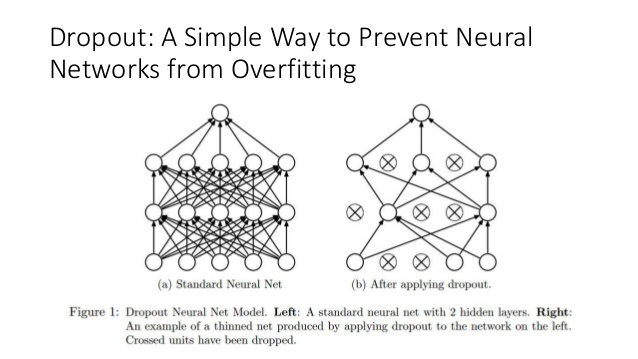 Dropout: A Simple Way to Prevent Neural
Networks from Overfitting
(a) Standard Neural Net
(b) After applying dropout.
Figure 1: Dropout Neural Net Model. Left: A standard neural net with 2 hidden layers. Right:
An example of a thinned net produced by applying dropout to the network on the left.
Crossed units have been dropped.